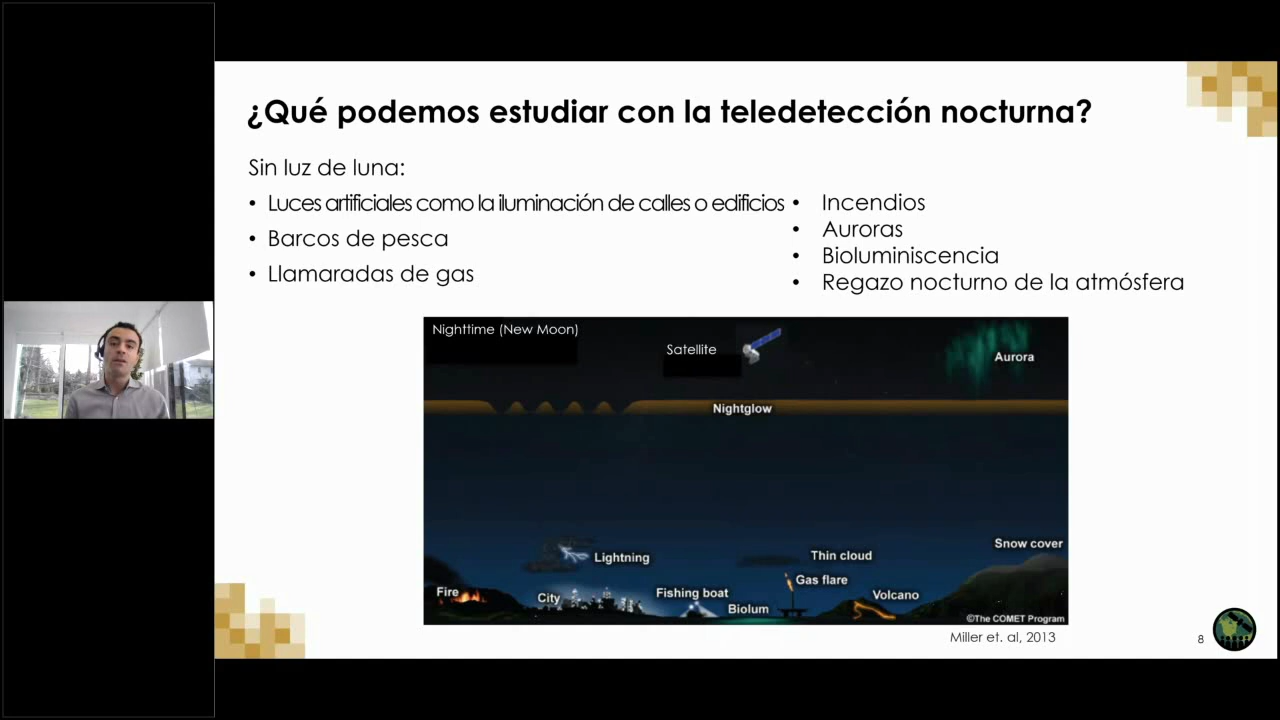 ¿Qué podemos estudiar con la teledetección nocturna?
Sin luz de luna:
• Luces artificiales como la iluminación de calles o edificios
• Barcos de pesca
• Llamaradas de gas
• Incendios
• Auroras
• Bioluminiscencia
• Regazo nocturno de la atmósfera
Nighttime (New Moon)
Satellite
Aurora
Nightglow
Lightning
Thin cloud
Snow cover
Fire
City
Fishing boat
Biolum
Gas flare
Volcano
©The COMET Program
Miller et. al, 2013
8